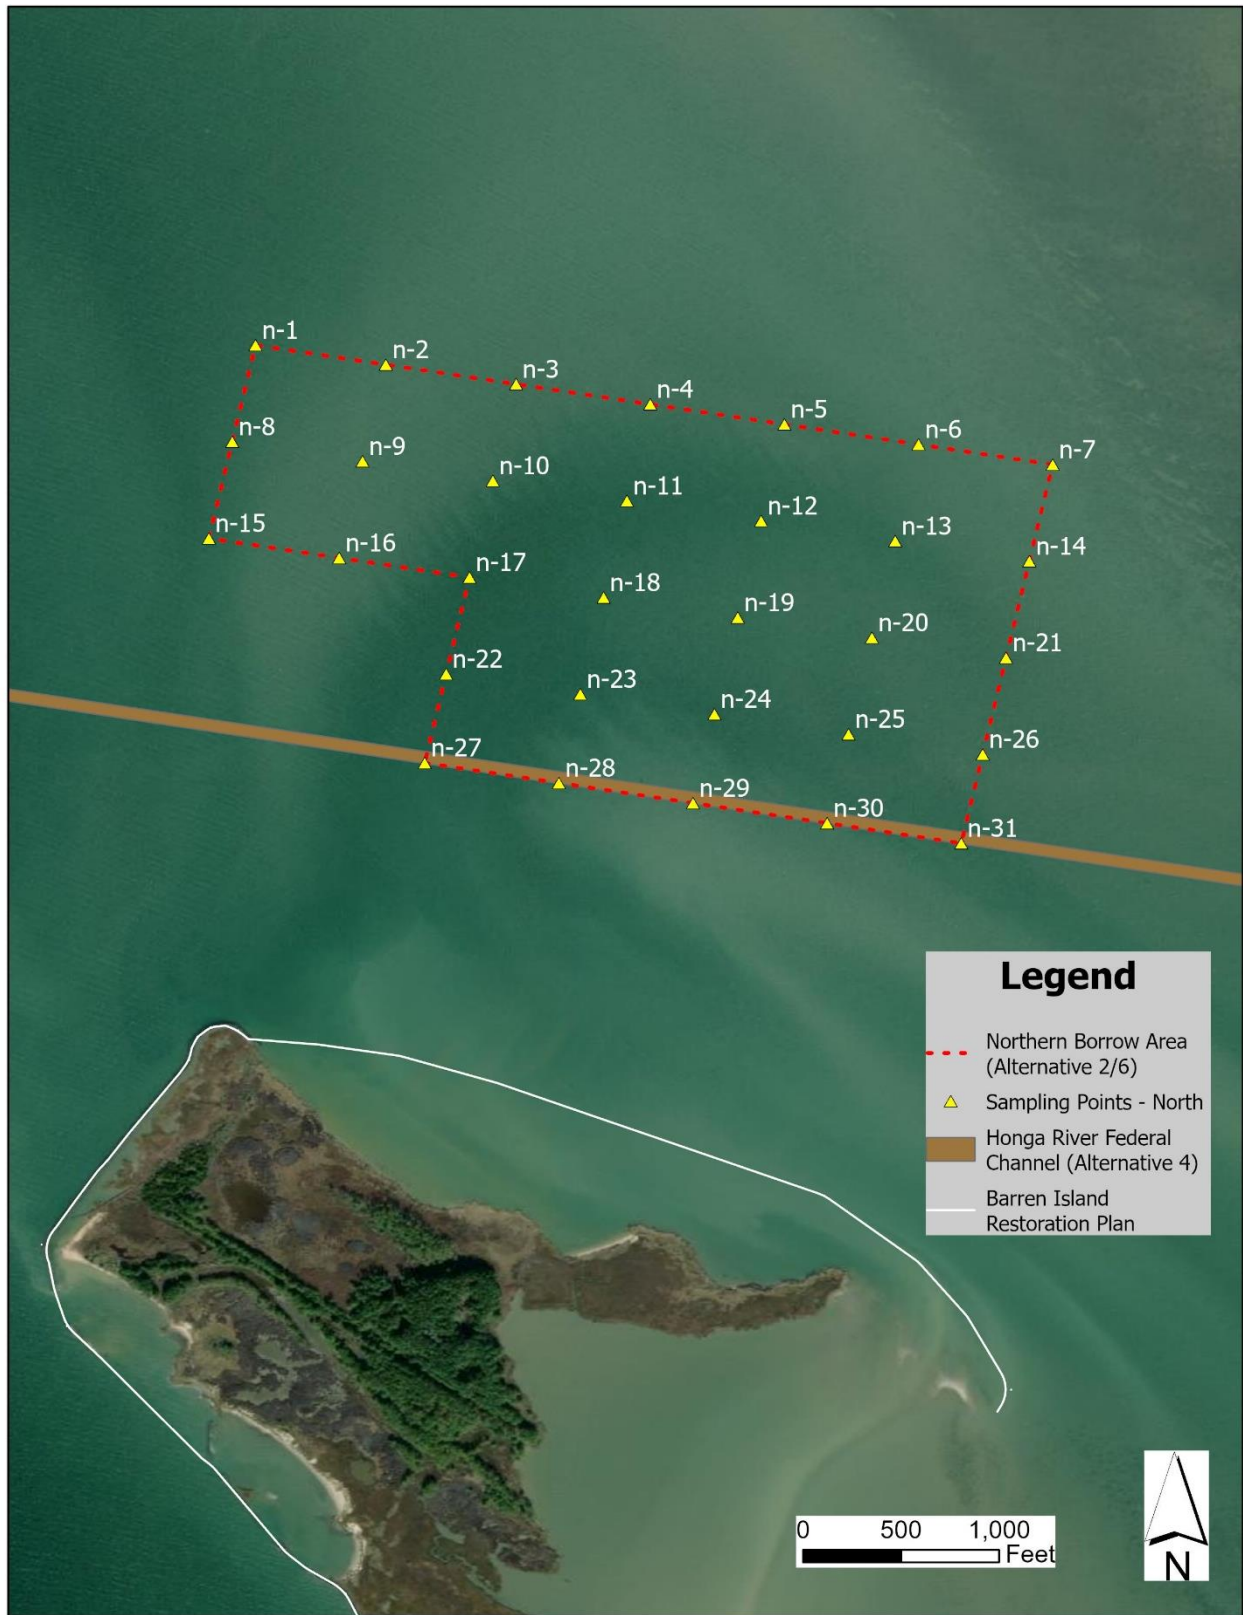 n-1
n-2
n-3
n-4
n-5
n-6
n-7
n-8
n-9
n-10
n-11
n-12
n-13
n-14
n-15
n-16
n-17
n-18
n-19
n-20
n-21
n-22
n-23
n-24
n-25
n-26
n-27
n-28
n-29
n-30
n-31
Legend
Northern Borrow Area
(Alternative 2/6)
Sampling Points - North
Honga River Federal
Channel (Alternative 4)
Barren Island
Restoration Plan
0 500 1,000
Feet
N